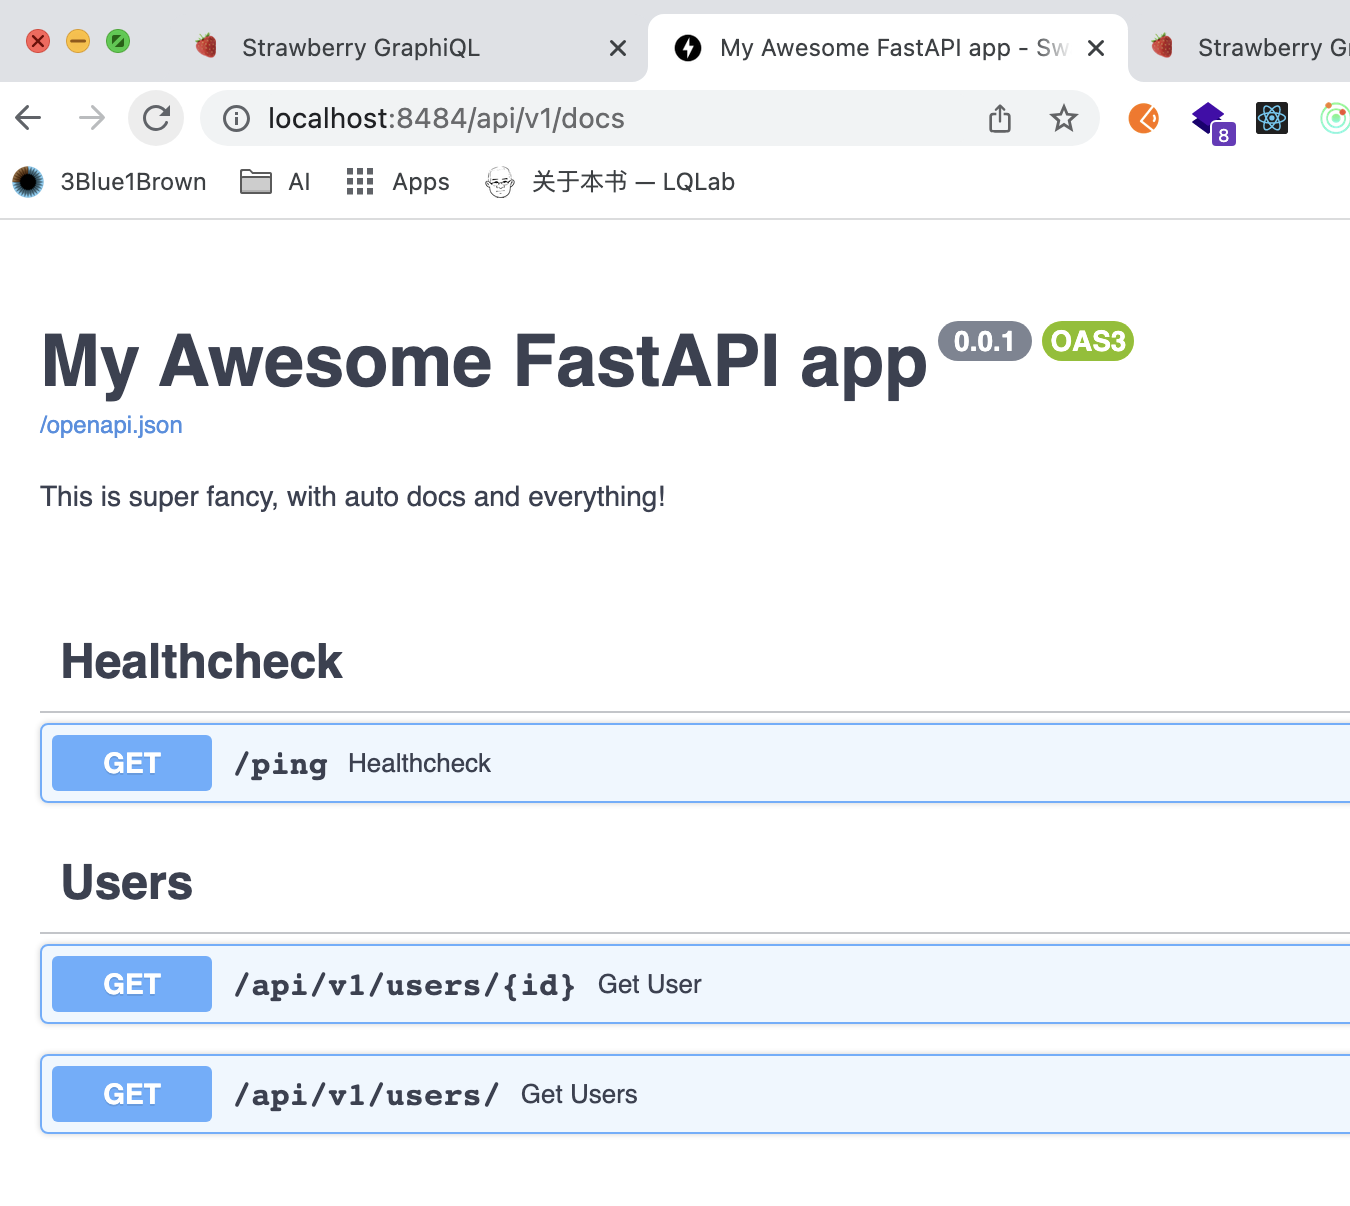 Strawberry GraphiQL
My Awesome FastAPI app - Sw
Strawberry G
localhost:8484/api/v1/docs
8
3Blue1Brown
AI
Apps
关于本书 — LQLab
My Awesome FastAPI app 0.0.1 OAS3
/openapi.json
This is super fancy, with auto docs and everything!
Healthcheck
GET /ping Healthcheck
Users
GET /api/v1/users/{id} Get User
GET /api/v1/users/ Get Users